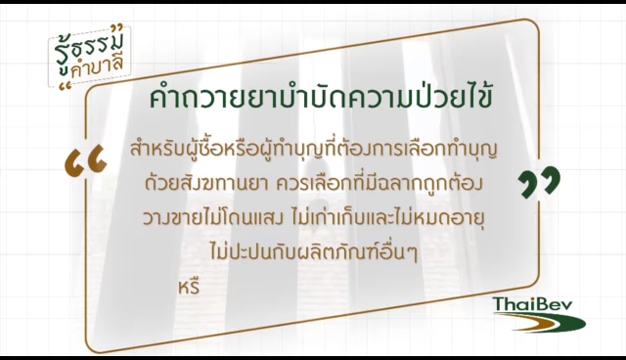 รู้ธรรม
คำบาลี
คำถวายยาบำบัดความป่วยไข้
สำหรับผู้ซื้อหรือผู้ทำบุญที่ต้องการเลือกทำบุญ
ด้วยสังฆทานยา ควรเลือกที่มีฉลากถูกต้อง
วางขายไม่โดนแสง ไม่เก่าเก็บและไม่หมดอายุ
ไม่ปะปนกับผลิตภัณฑ์อื่นๆ
หรื
ThaiBev